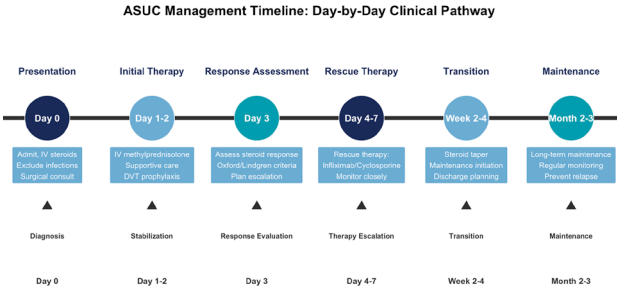 ASUC Management Timeline: Day-by-Day Clinical Pathway
Presentation
Initial Therapy
Response Assessment
Rescue Therapy
Transition
Maintenance
Day 0
Day 1-2
Day 3
Day 4-7
Week 2-4
Month 2-3
Admit, IV steroids
Exclude infections
Surgical consult
IV methylprednisolone
Supportive care
DVT prophylaxis
Assess steroid response
Oxford/Lindgren criteria
Plan escalation
Rescue therapy:
Infliximab/Cyclosporine
Monitor closely
Steroid taper
Maintenance initiation
Discharge planning
Long-term maintenance
Regular monitoring
Prevent relapse
Diagnosis
Stabilization
Response Evaluation
Therapy Escalation
Transition
Maintenance
Day 0
Day 1-2
Day 3
Day 4-7
Week 2-4
Month 2-3